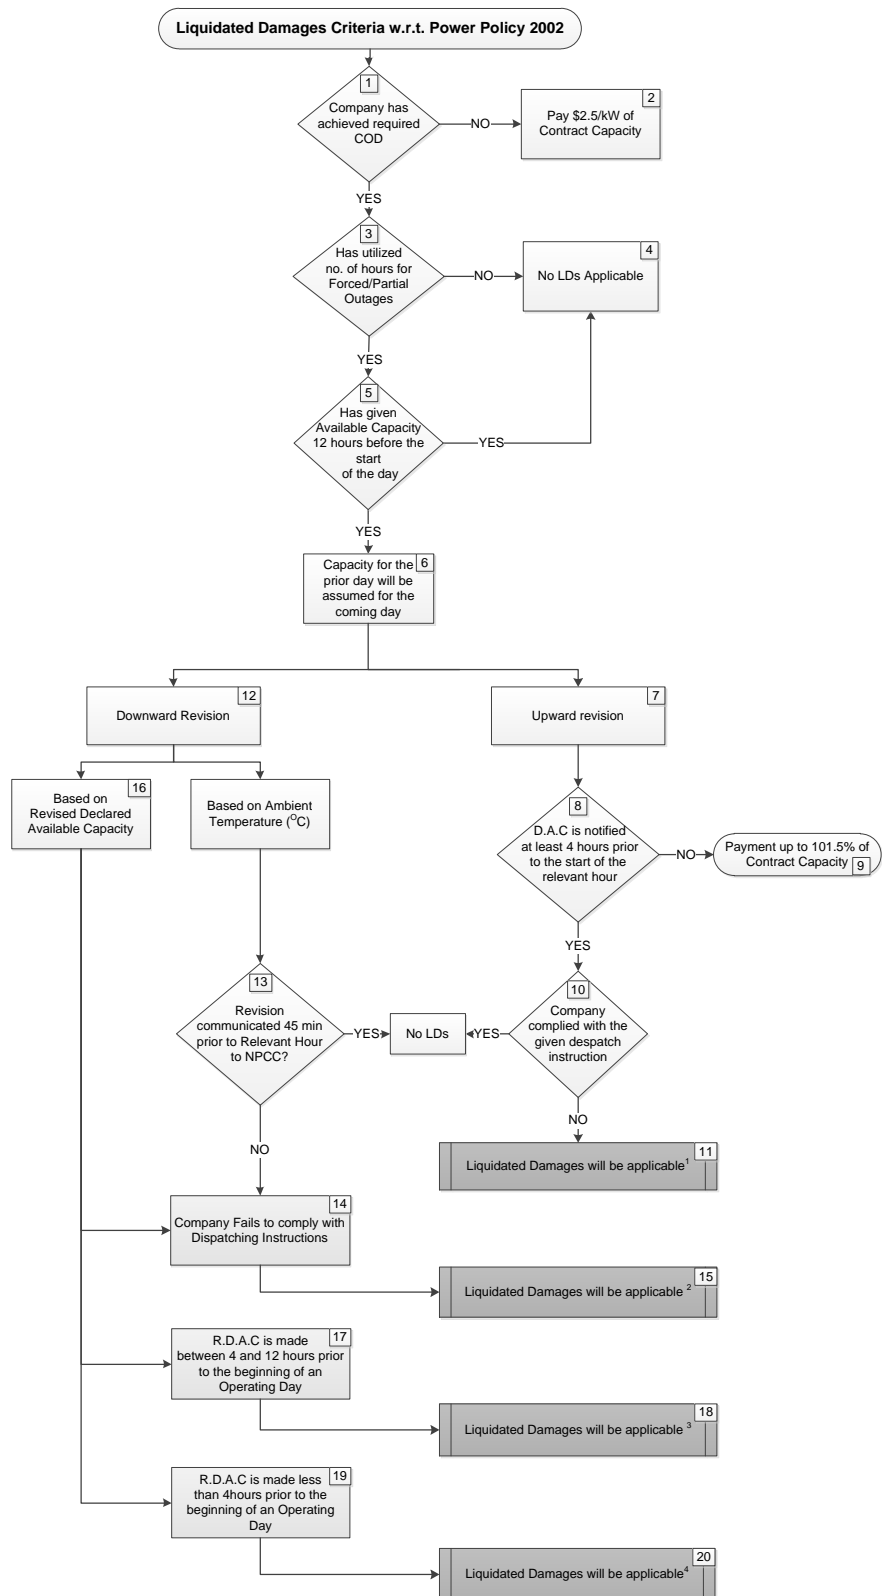 Liquidated Damages Criteria w.r.t. Power Policy 2002
1
Company has
achieved required
COD
NO
2
Pay $2.5/kW of
Contract Capacity
YES
3
Has utilized
no. of hours for
Forced/Partial
Outages
NO
4
No LDs Applicable
YES
5
Has given
Available Capacity
12 hours before the
start
of the day
YES
YES
6
Capacity for the
prior day will be
assumed for the
coming day
12
Downward Revision
7
Upward revision
16
Based on
Revised Declared
Available Capacity
Based on Ambient
Temperature (ᴼC)
8
D.A.C is notified
at least 4 hours prior
to the start of the
relevant hour
NO
Payment up to 101.5% of
Contract Capacity
9
YES
13
Revision
communicated 45 min
prior to Relevant Hour
to NPCC?
YES
No LDs
YES
10
Company
complied with the
given despatch
instruction
NO
NO
11
Liquidated Damages will be applicable¹
14
Company Fails to comply with
Dispatching Instructions
15
Liquidated Damages will be applicable ²
17
R.D.A.C is made
between 4 and 12 hours prior
to the beginning of an
Operating Day
18
Liquidated Damages will be applicable ³
19
R.D.A.C is made less
than 4hours prior to the
beginning of an Operating
Day
20
Liquidated Damages will be applicable⁴